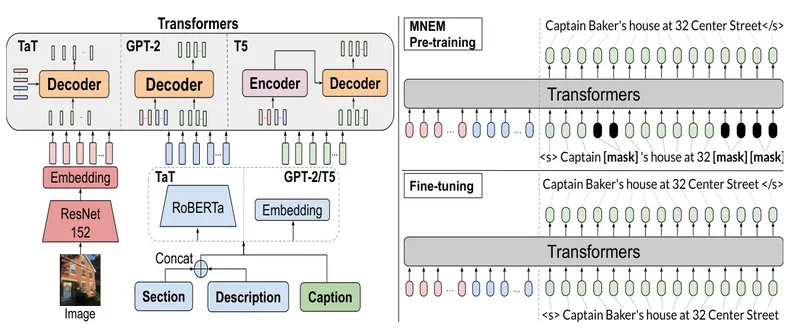 Transformers
TaT
GPT-2
T5
Decoder
Decoder
Encoder
Decoder
...
...
...
Embedding
ResNet
152
Image
TaT
GPT-2/T5
RoBERTa
Embedding
Concat
Section
Description
Caption
MNEM
Pre-training
Captain Baker's house at 32 Center Street</s>
Transformers
... ...
<s> Captain [mask] 's house at 32 [mask] [mask]
Fine-tuning
Captain Baker's house at 32 Center Street </s>
Transformers
... ...
<s> Captain Baker's house at 32 Center Street